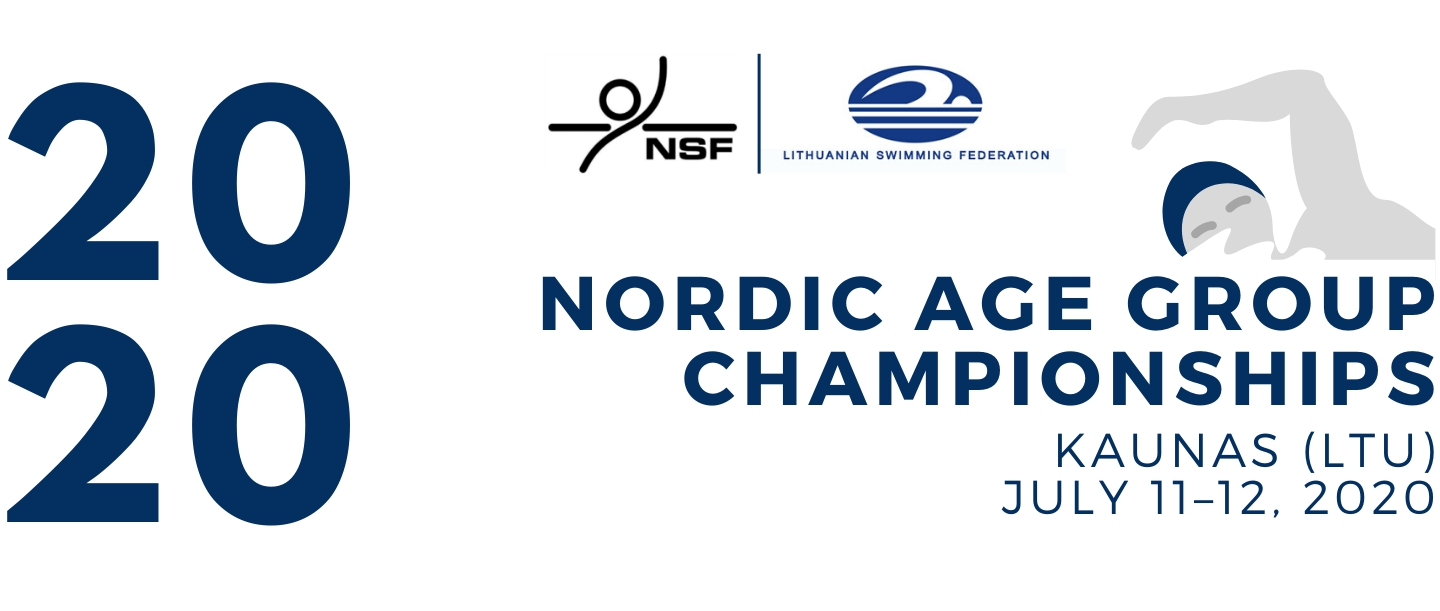 20
20
NSF
LITHUANIAN SWIMMING FEDERATION
NORDIC AGE GROUP
CHAMPIONSHIPS
KAUNAS (LTU)
JULY 11–12, 2020